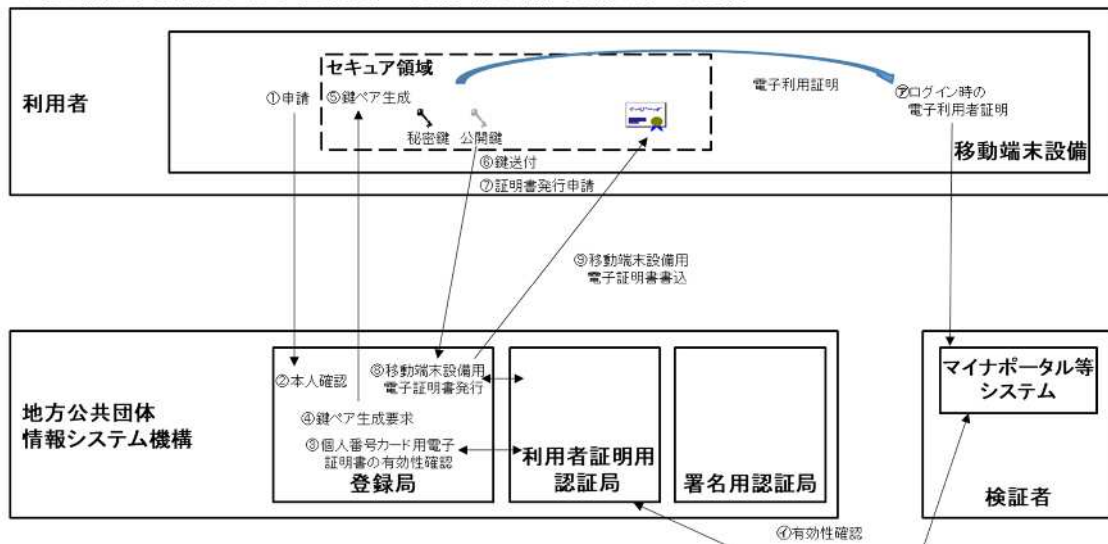 利用者
セキュア領域
①申請
⑤鍵ペア生成
秘密鍵
公開鍵
電子利用証明
㋐ログイン時の
電子利用者証明
移動端末設備
⑥鍵送付
⑦証明書発行申請
⑨移動端末設備用
電子証明書書込
地方公共団体
情報システム機構
②本人確認
⑧移動端末設備用
電子証明書発行
④鍵ペア生成要求
③個人番号カード用電子
証明書の有効性確認
登録局
利用者証明用
認証局
署名用認証局
マイナポータル等
システム
検証者
㋑有効性確認